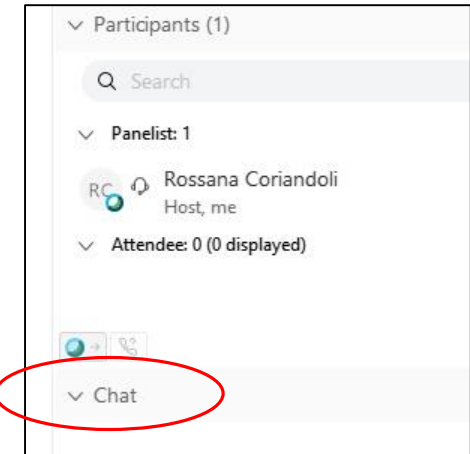 Participants (1)
Search
Panelist: 1
RC
Rossana Coriandoli
Host, me
Attendee: 0 (0 displayed)
Chat